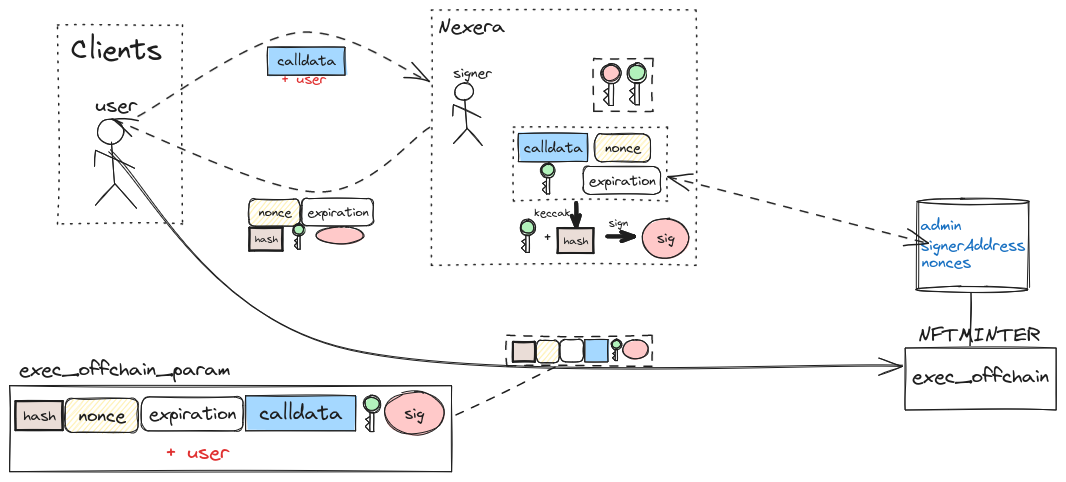 Clients
user
calldata
+ user
nonce expiration
hash
Nexera
signer
calldata nonce
expiration
keccak
+ hash
sign
sig
admin
signerAddress
nonces
NFTMINTER
exec_offchain
exec_offchain_param
hash nonce expiration calldata sig
+ user